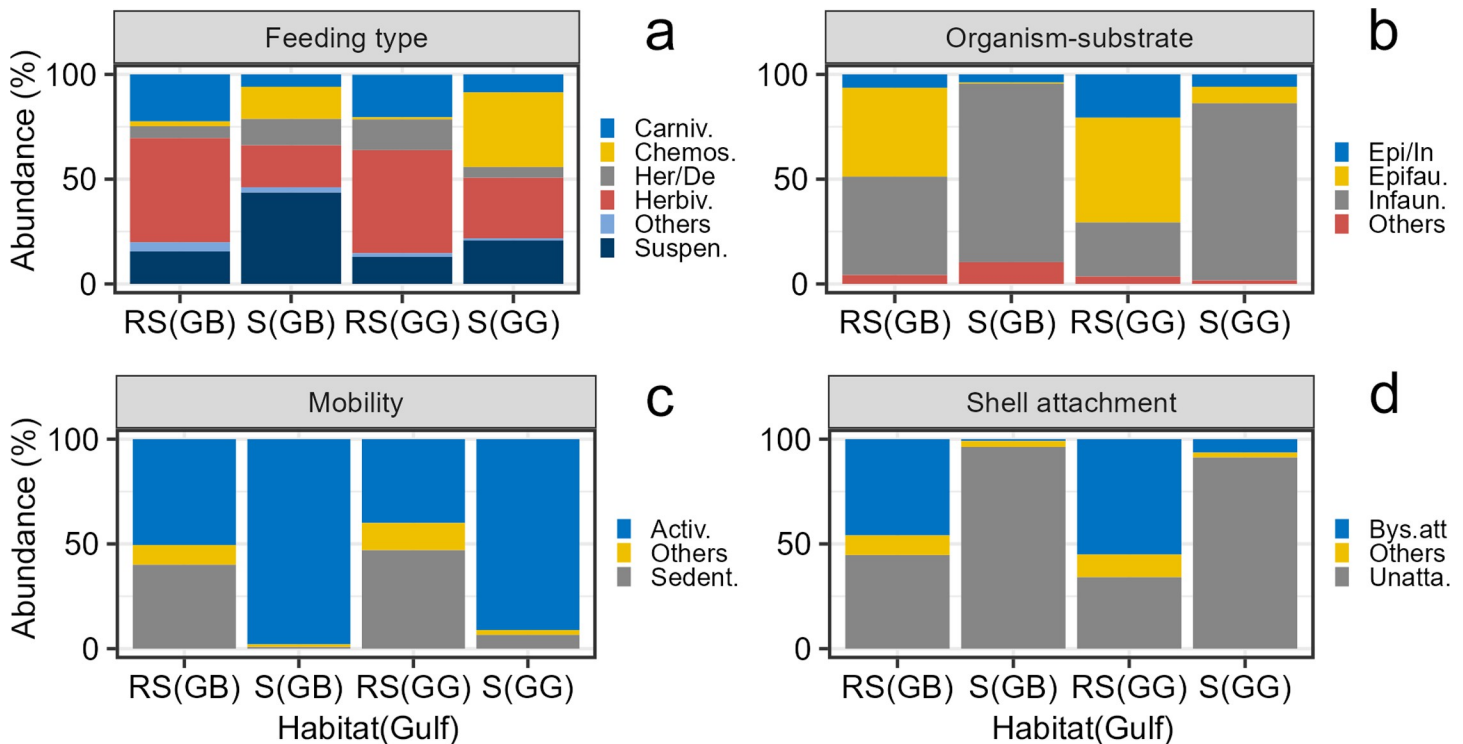 Feeding type
a
Abundance (%)
100
50
0
RS(GB) S(GB) RS(GG) S(GG)
Carniv.
Chemos.
Her/De
Herbiv.
Others
Suspen.
Organism-substrate
b
100
50
0
RS(GB) S(GB) RS(GG) S(GG)
Epi/In
Epifau.
Infaun.
Others
Mobility
c
Abundance (%)
100
50
0
RS(GB) S(GB) RS(GG) S(GG)
Habitat(Gulf)
Activ.
Others
Sedent.
Shell attachment
d
100
50
0
RS(GB) S(GB) RS(GG) S(GG)
Habitat(Gulf)
Bys.att
Others
Unatta.